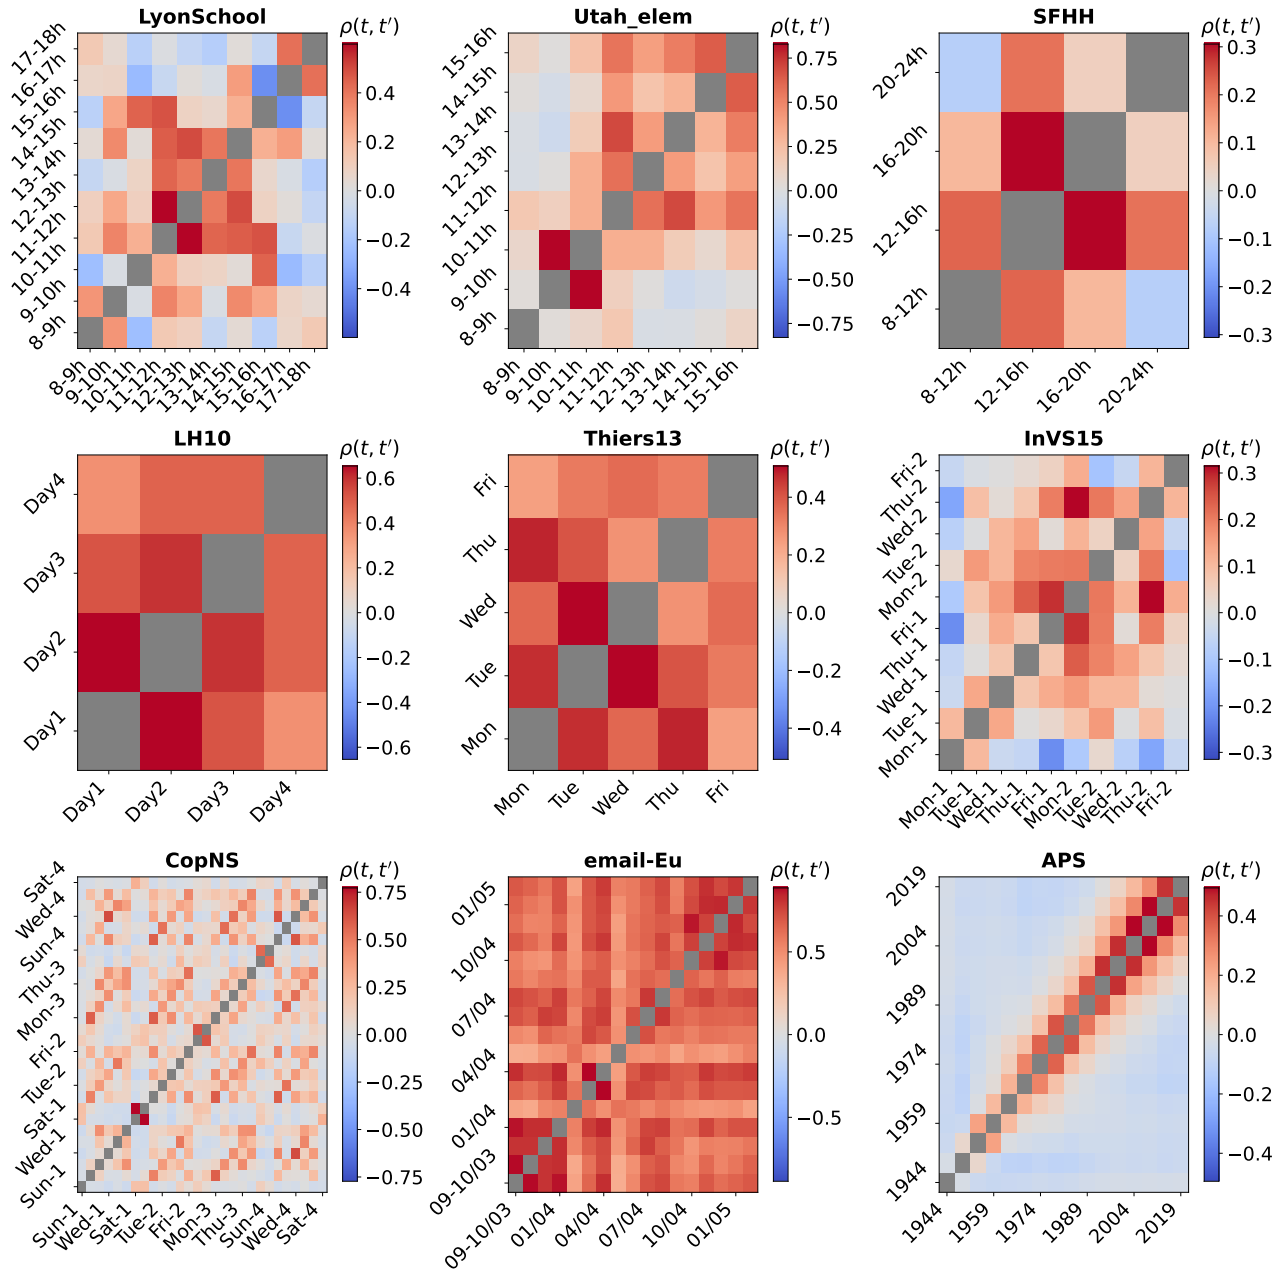 LyonSchool
ρ(t, t′)
17-18h
16-17h
15-16h
14-15h
13-14h
12-13h
11-12h
10-11h
9-10h
8-9h
0.4
0.2
0.0
−0.2
−0.4
8-9h
9-10h
10-11h
11-12h
12-13h
13-14h
14-15h
15-16h
16-17h
17-18h
Utah_elem
ρ(t, t′)
15-16h
14-15h
13-14h
12-13h
11-12h
10-11h
9-10h
8-9h
0.75
0.50
0.25
0.00
−0.25
−0.50
−0.75
8-9h
9-10h
10-11h
11-12h
12-13h
13-14h
14-15h
15-16h
SFHH
ρ(t, t′)
20-24h
16-20h
12-16h
8-12h
0.3
0.2
0.1
0.0
−0.1
−0.2
−0.3
8-12h
12-16h
16-20h
20-24h
LH10
ρ(t, t′)
Day4
Day3
Day2
Day1
0.6
0.4
0.2
0.0
−0.2
−0.4
−0.6
Day1
Day2
Day3
Day4
Thiers13
ρ(t, t′)
Fri
Thu
Wed
Tue
Mon
0.4
0.2
0.0
−0.2
−0.4
Mon
Tue
Wed
Thu
Fri
InVS15
ρ(t, t′)
Fri-2
Thu-2
Wed-2
Tue-2
Mon-2
Fri-1
Thu-1
Wed-1
Tue-1
Mon-1
0.3
0.2
0.1
0.0
−0.1
−0.2
−0.3
Mon-1
Tue-1
Wed-1
Thu-1
Fri-1
Mon-2
Tue-2
Wed-2
Thu-2
Fri-2
CopNS
ρ(t, t′)
Sat-4
Wed-4
Sun-4
Thu-3
Mon-3
Fri-2
Tue-2
Sat-1
Wed-1
Sun-1
0.75
0.50
0.25
0.00
−0.25
−0.50
−0.75
Sun-1
Wed-1
Sat-1
Tue-2
Fri-2
Mon-3
Thu-3
Sun-4
Wed-4
Sat-4
email-Eu
ρ(t, t′)
01/05
10/04
07/04
04/04
01/04
09-10/03
0.5
0.0
−0.5
09-10/03
01/04
04/04
07/04
10/04
01/05
APS
ρ(t, t′)
2019
2004
1989
1974
1959
1944
0.4
0.2
0.0
−0.2
−0.4
1944
1959
1974
1989
2004
2019